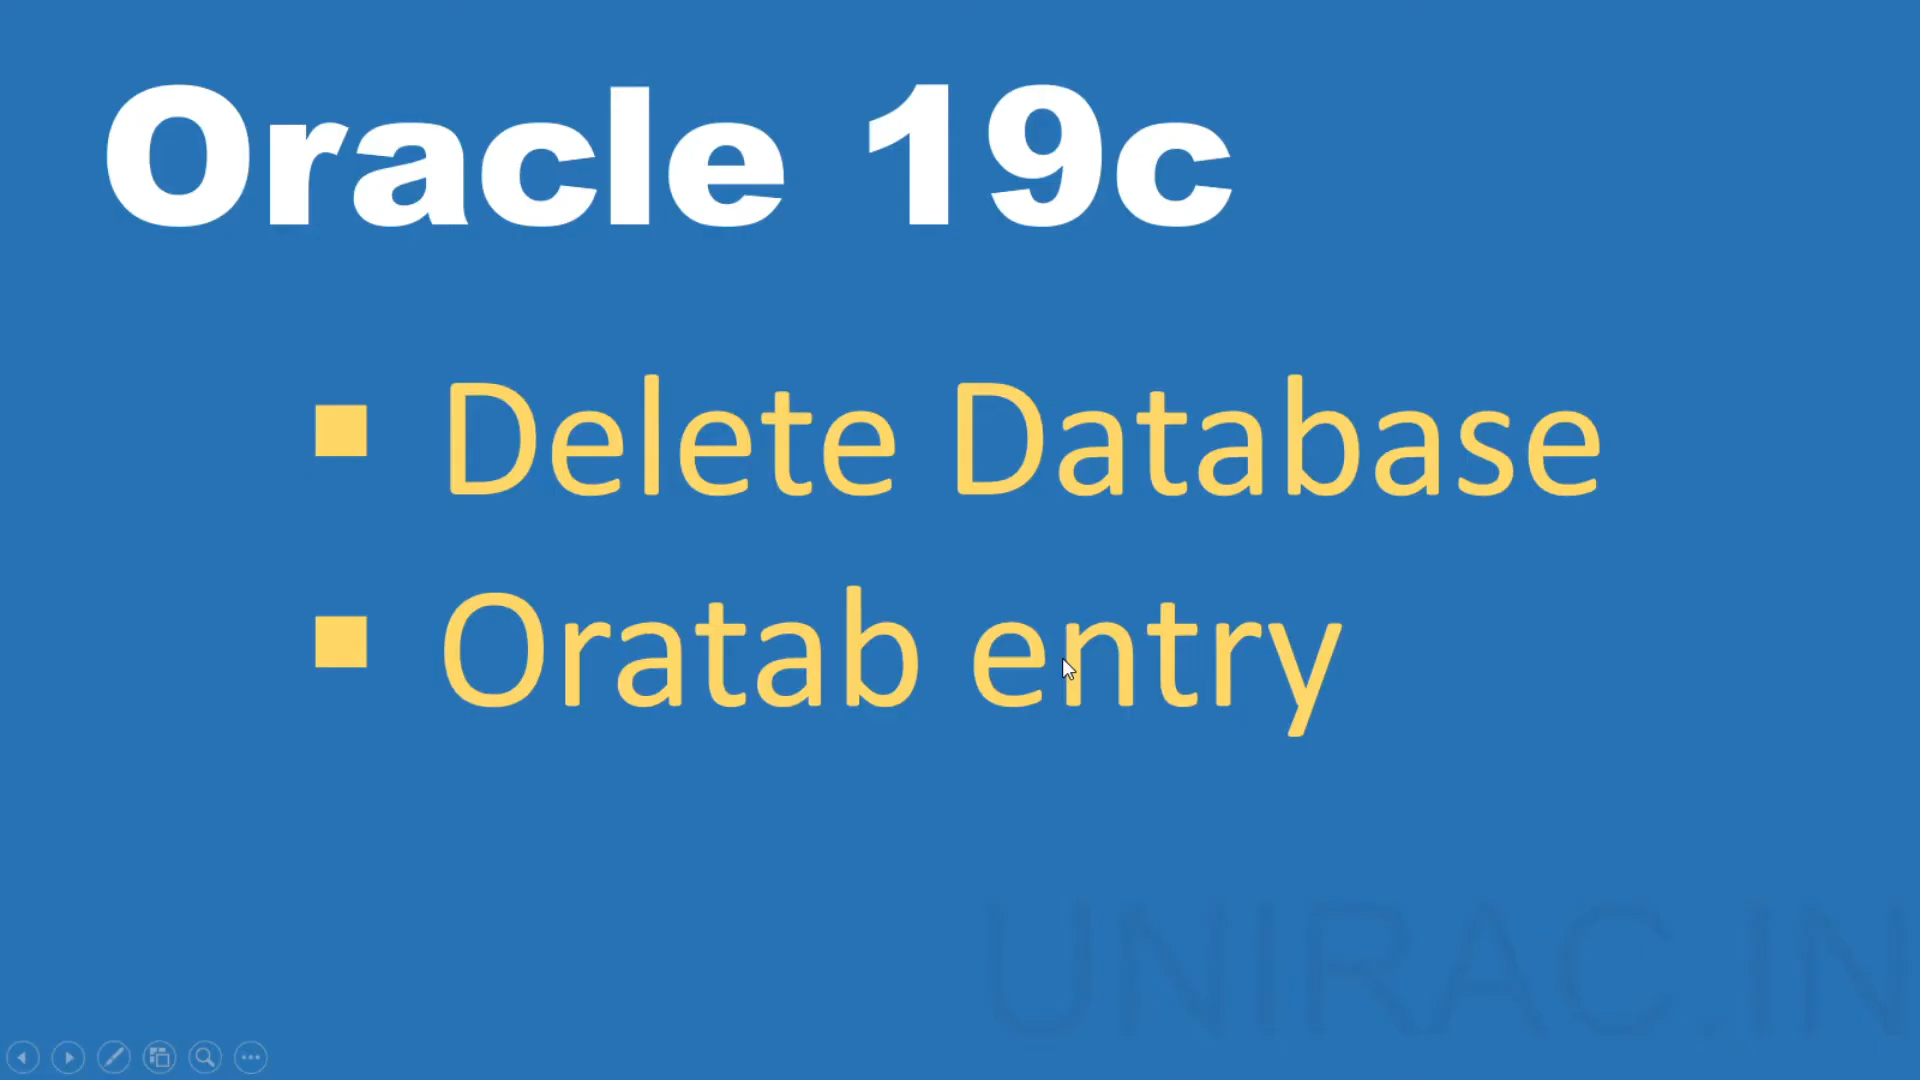 Oracle 19c
▪ Delete Database
▪ Oratab entry
UNIRAC.IN